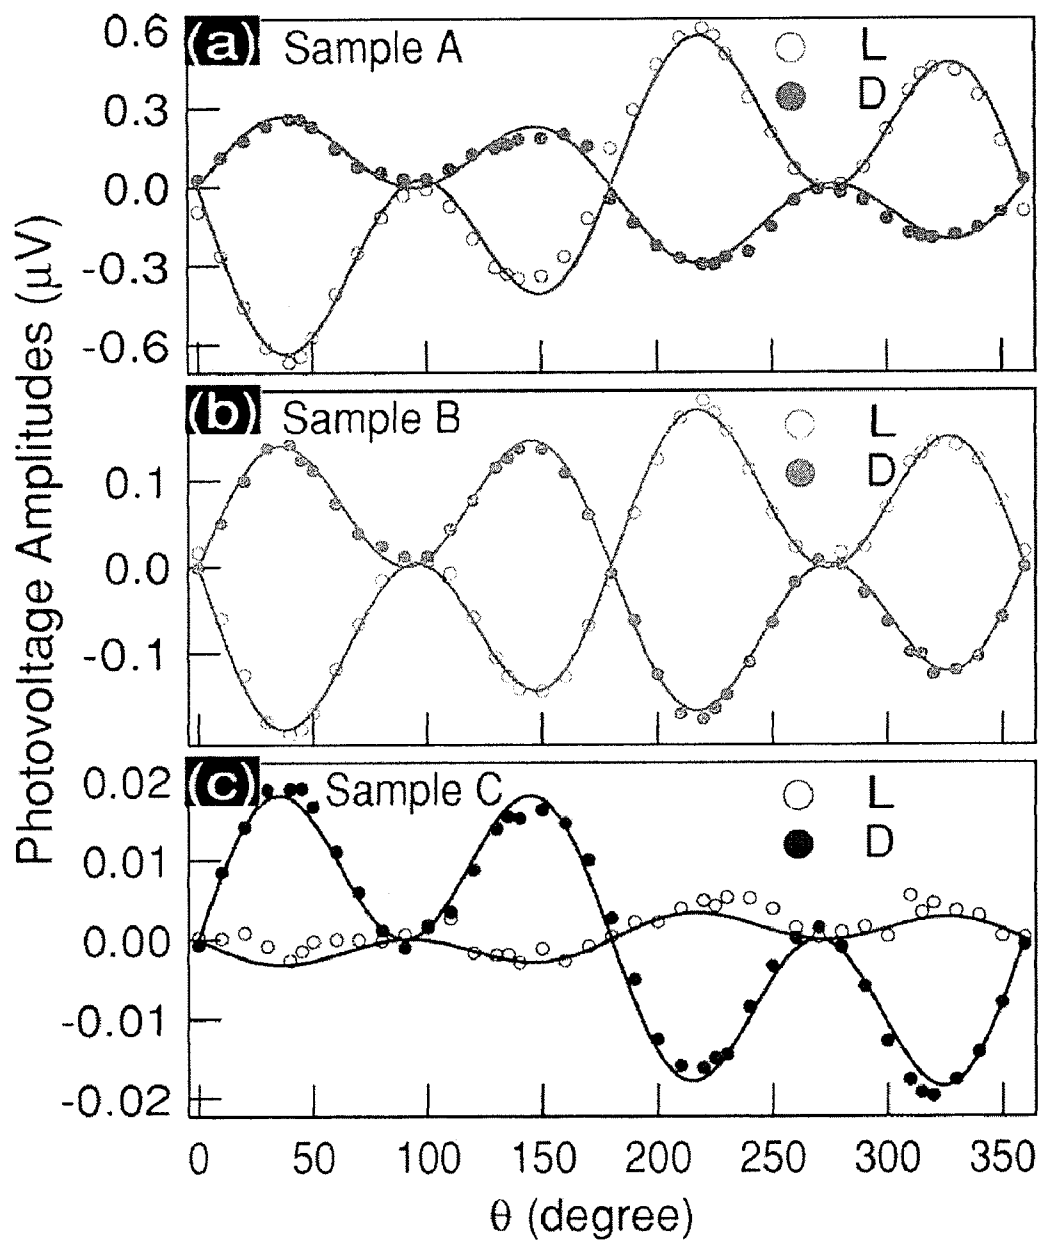 Photovoltage Amplitudes (μV)
(a) Sample A
L
D
0.6
0.3
0.0
-0.3
-0.6
(b) Sample B
L
D
0.1
0.0
-0.1
(c) Sample C
L
D
0.02
0.01
0.00
-0.01
-0.02
0 50 100 150 200 250 300 350
θ (degree)